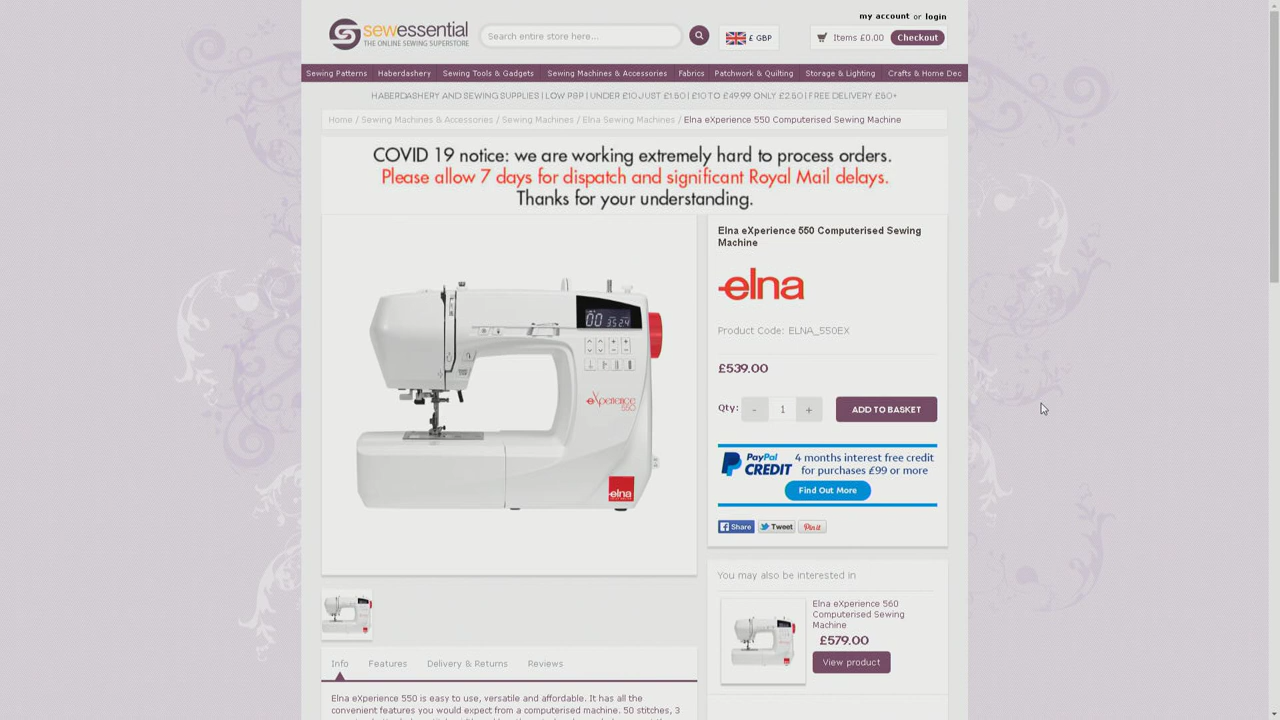 my account or login
sewessential
THE ONLINE SEWING SUPERSTORE
Search entire store here...
£ GBP
Items £0.00
Checkout
Sewing Patterns
Haberdashery
Sewing Tools & Gadgets
Sewing Machines & Accessories
Fabrics
Patchwork & Quilting
Storage & Lighting
Crafts & Home Dec
HABERDASHERY AND SEWING SUPPLIES | LOW P&P | UNDER £10 JUST £1.50 | £10 TO £49.99 ONLY £2.50 | FREE DELIVERY £50+
Home / Sewing Machines & Accessories / Sewing Machines / Elna Sewing Machines / Elna eXperience 550 Computerised Sewing Machine
COVID 19 notice: we are working extremely hard to process orders.
Please allow 7 days for dispatch and significant Royal Mail delays.
Thanks for your understanding.
00 3524
eXperience
550
elna
Elna eXperience 550 Computerised Sewing
Machine
elna
Product Code: ELNA_550EX
£539.00
Qty: - 1 +
ADD TO BASKET
PayPal
CREDIT
4 months interest free credit
for purchases £99 or more
Find Out More
Share
Tweet
Pin it
You may also be interested in
Elna eXperience 560
Computerised Sewing
Machine
£579.00
View product
Info
Features
Delivery & Returns
Reviews
Elna eXperience 550 is easy to use, versatile and affordable. It has all the
convenient features you would expect from a computerised machine. 50 stitches, 3